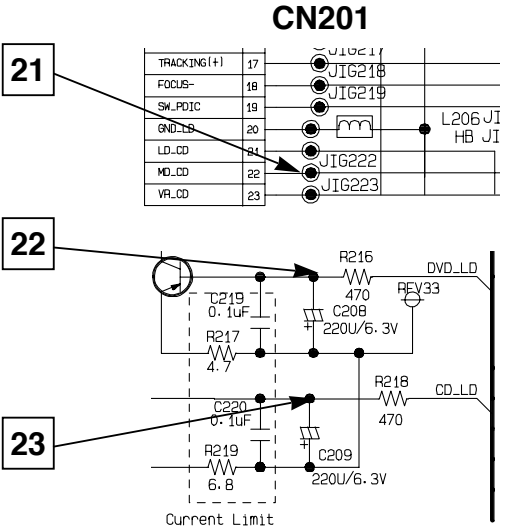 CN201
21
TRACKING(+) 17
FOCUS- 18
SW_PDIC 19
GND_LD 20
LD_CD 21
MD_CD 22
VR_CD 23
JIG217
JIG218
JIG219
L206 JI
HB JI
JIG222
JIG223
22
R216
470
DVD_LD
REV33
C219
0.1uF
C208
220U/6.3V
R217
4.7
R218
470
CD_LD
C220
0.1uF
23
R219
6.8
C209
220U/6.3V
Current Limit